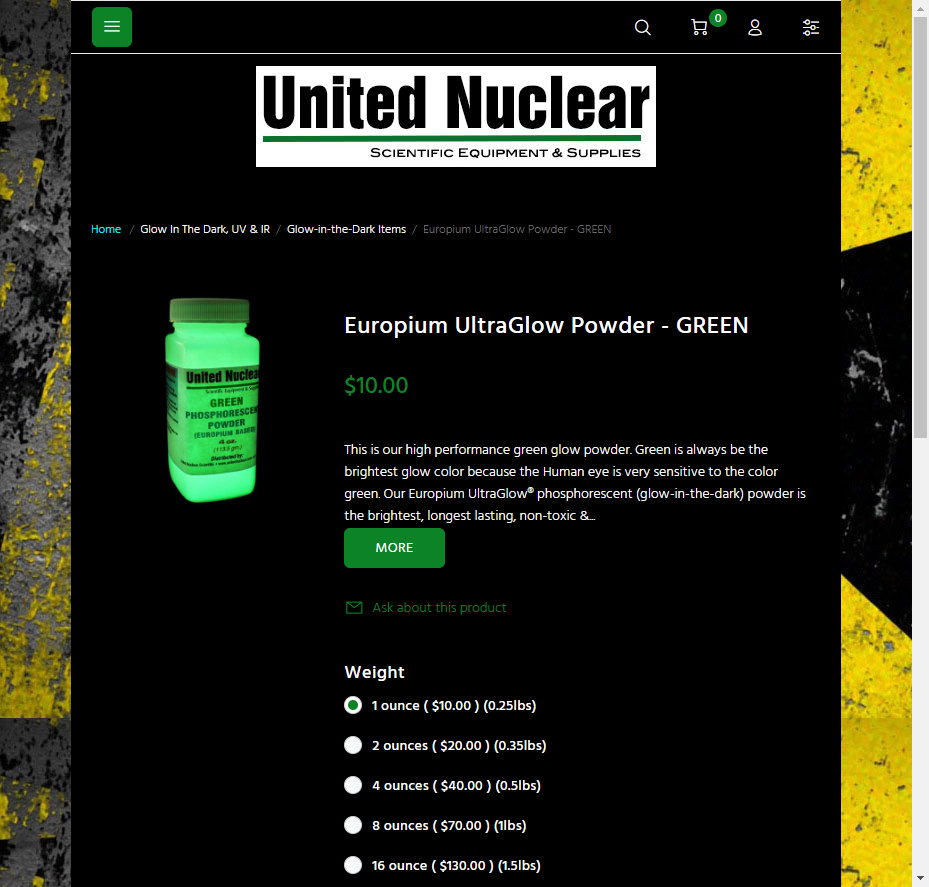 0
United Nuclear
Scientific Equipment & Supplies
Home / Glow In The Dark, UV & IR / Glow-in-the-Dark Items / Europium UltraGlow Powder - GREEN
United Nuclear
GREEN
PHOSPHORESCEN
POWDER
(EUROPIUM BASED)
4 oz.
(113.5 gm.)
Distributed by:
Europium UltraGlow Powder - GREEN
$10.00
This is our high performance green glow powder. Green is always be the
brightest glow color because the Human eye is very sensitive to the color
green. Our Europium UltraGlow® phosphorescent (glow-in-the-dark) powder is
the brightest, longest lasting, non-toxic &...
MORE
Ask about this product
Weight
1 ounce ( $10.00 ) (0.25lbs)
2 ounces ( $20.00 ) (0.35lbs)
4 ounces ( $40.00 ) (0.5lbs)
8 ounces ( $70.00 ) (1lbs)
16 ounce ( $130.00 ) (1.5lbs)